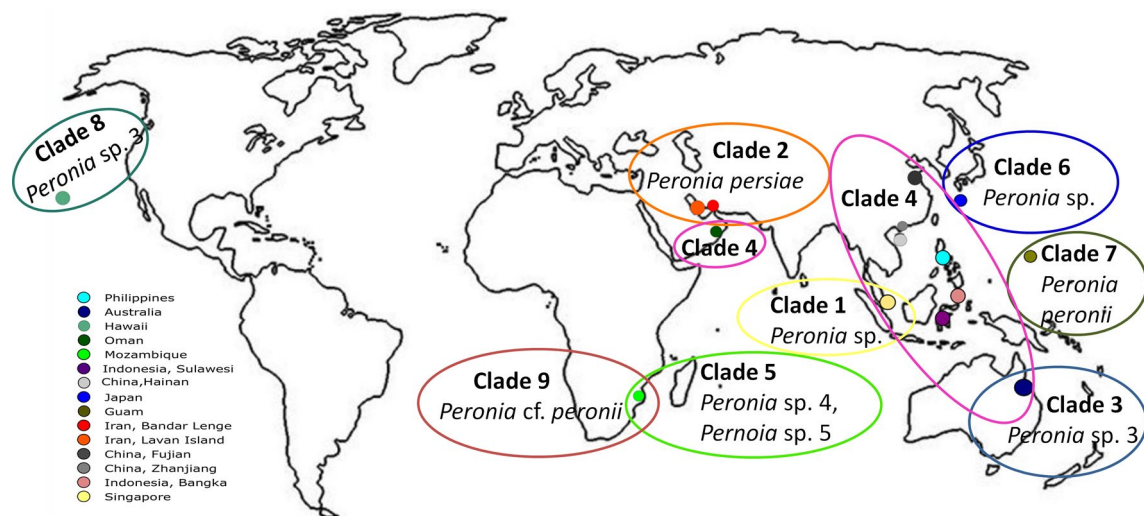 Clade 8
Peronia sp. 3
Clade 2
Peronia persiae
Clade 4
Clade 4
Clade 6
Peronia sp.
Clade 7
Peronia
peronii
Clade 1
Peronia sp.
Clade 9
Peronia cf. peronii
Clade 5
Peronia sp. 4,
Pernoia sp. 5
Clade 3
Peronia sp. 3
Philippines
Australia
Hawaii
Oman
Mozambique
Indonesia, Sulawesi
China,Hainan
Japan
Guam
Iran, Bandar Lenge
Iran, Lavan Island
China, Fujian
China, Zhanjiang
Indonesia, Bangka
Singapore